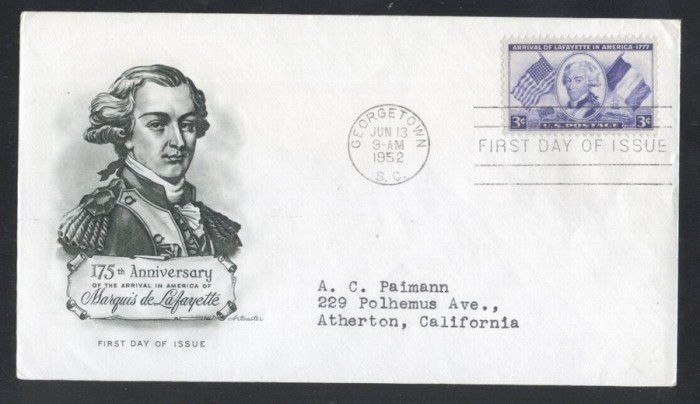 ARRIVAL OF LAFAYETTE IN AMERICA-1777
3¢ U.S. POSTAGE 3¢
GEORGETOWN
JUN 13
9-AM
1952
S. C.
FIRST DAY OF ISSUE
175th Anniversary
OF THE ARRIVAL IN AMERICA OF
Marquis de Lafayette
Artmaster
FIRST DAY OF ISSUE
A. C. Paimann
229 Polhemus Ave.,
Atherton, California